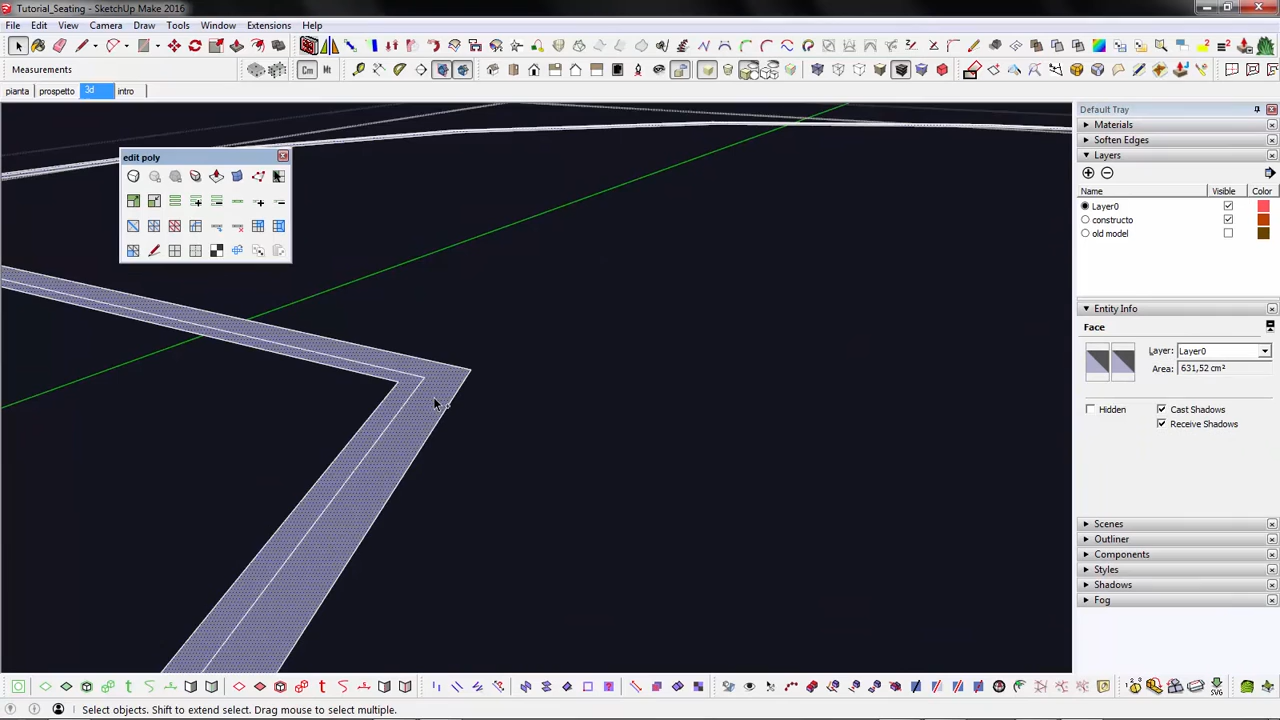 Tutorial_Seating - SketchUp Make 2016
File Edit View Camera Draw Tools Window Extensions Help
Measurements Cm Mt
pianta prospetto 3d intro
Default Tray
Materials
Soften Edges
Layers
Name Visible Color
Layer0
constructo
old model
edit poly
Entity Info
Face
Layer: Layer0
Area: 631,52 cm²
Hidden Cast Shadows
Receive Shadows
Scenes
Outliner
Components
Styles
Shadows
Fog
Select objects. Shift to extend select. Drag mouse to select multiple.